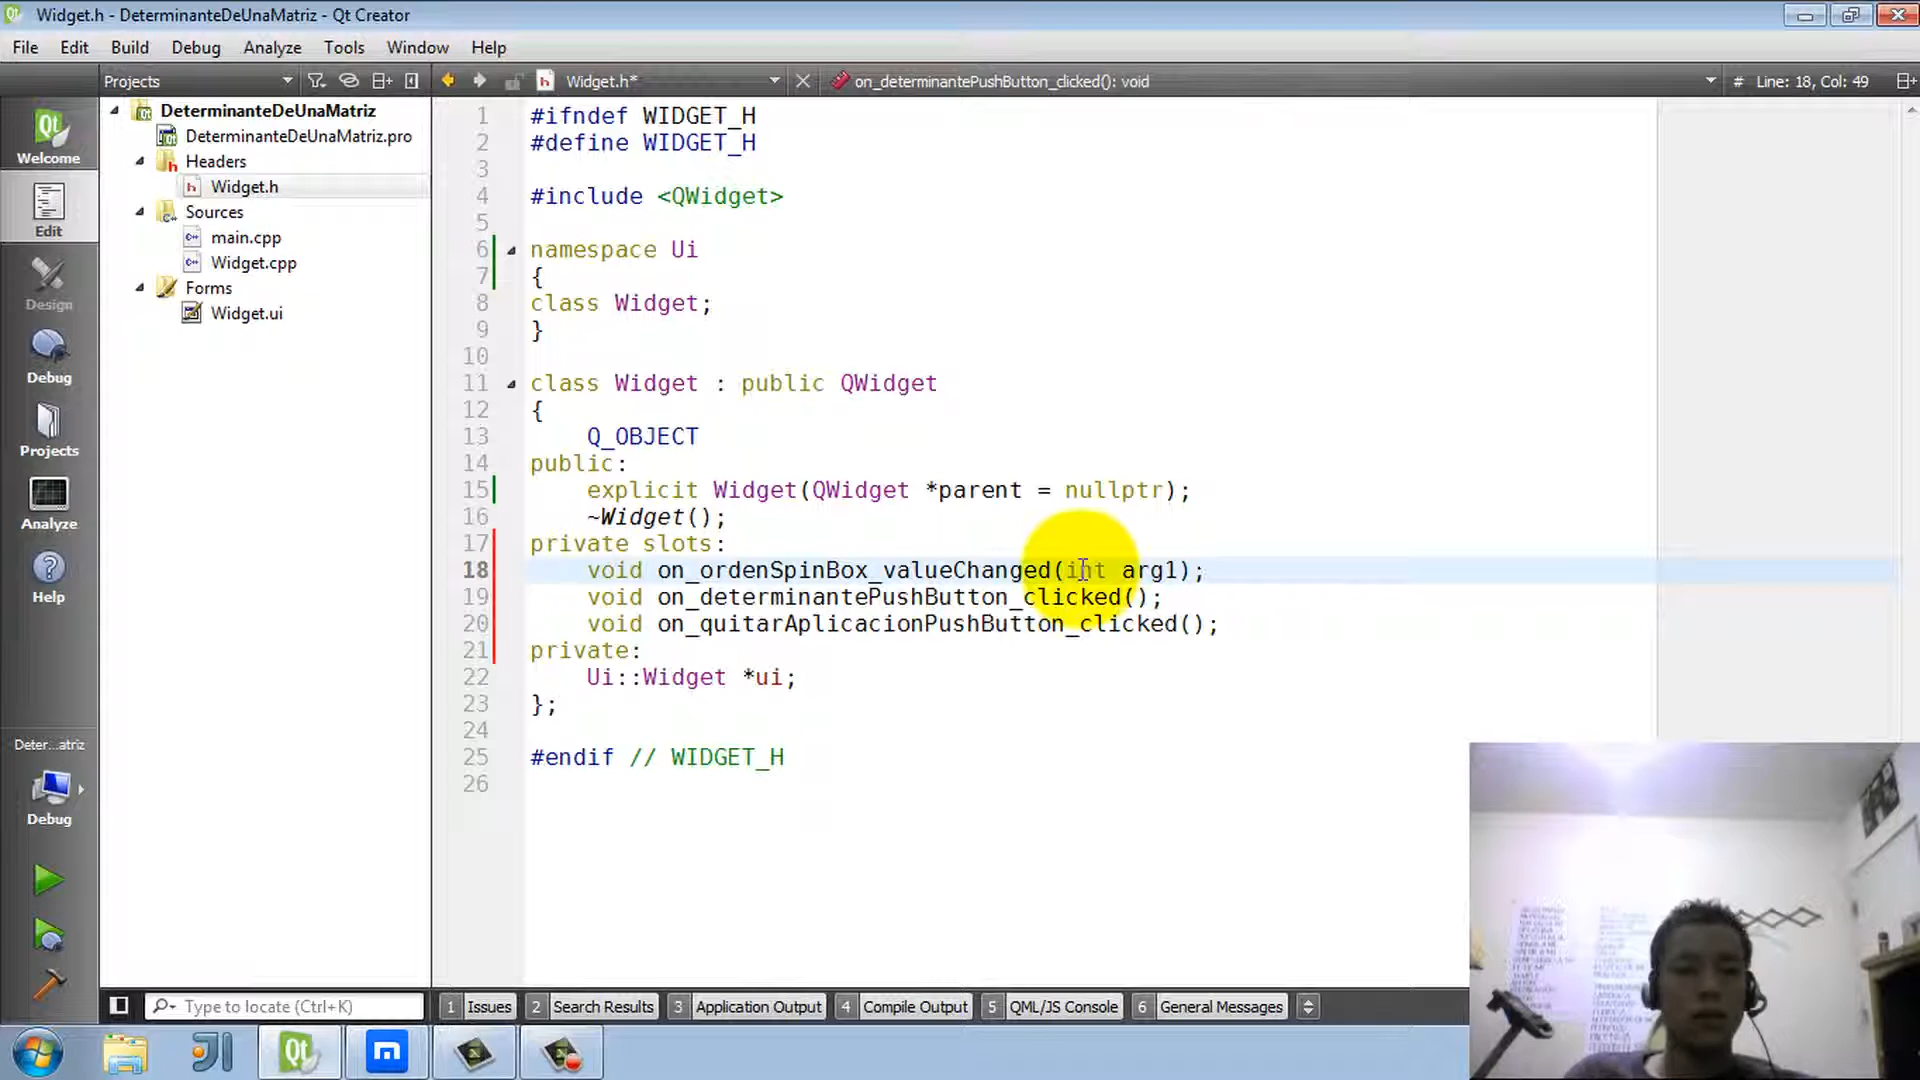 Widget.h - DeterminanteDeUnaMatriz - Qt Creator
File Edit Build Debug Analyze Tools Window Help
Projects Widget.h* on_determinantePushButton_clicked(): void # Line: 18, Col: 49
Welcome
Edit
Design
Debug
Projects
Analyze
Help
Deter...atriz
Debug
DeterminanteDeUnaMatriz
DeterminanteDeUnaMatriz.pro
Headers
Widget.h
Sources
main.cpp
Widget.cpp
Forms
Widget.ui
1 #ifndef WIDGET_H
2 #define WIDGET_H
3
4 #include <QWidget>
5
6 namespace Ui
7 {
8 class Widget;
9 }
10
11 class Widget : public QWidget
12 {
13 Q_OBJECT
14 public:
15 explicit Widget(QWidget *parent = nullptr);
16 ~Widget();
17 private slots:
18 void on_ordenSpinBox_valueChanged(int arg1);
19 void on_determinantePushButton_clicked();
20 void on_quitarAplicacionPushButton_clicked();
21 private:
22 Ui::Widget *ui;
23 };
24
25 #endif // WIDGET_H
26
Type to locate (Ctrl+K) 1 Issues 2 Search Results 3 Application Output 4 Compile Output 5 QML/JS Console 6 General Messages